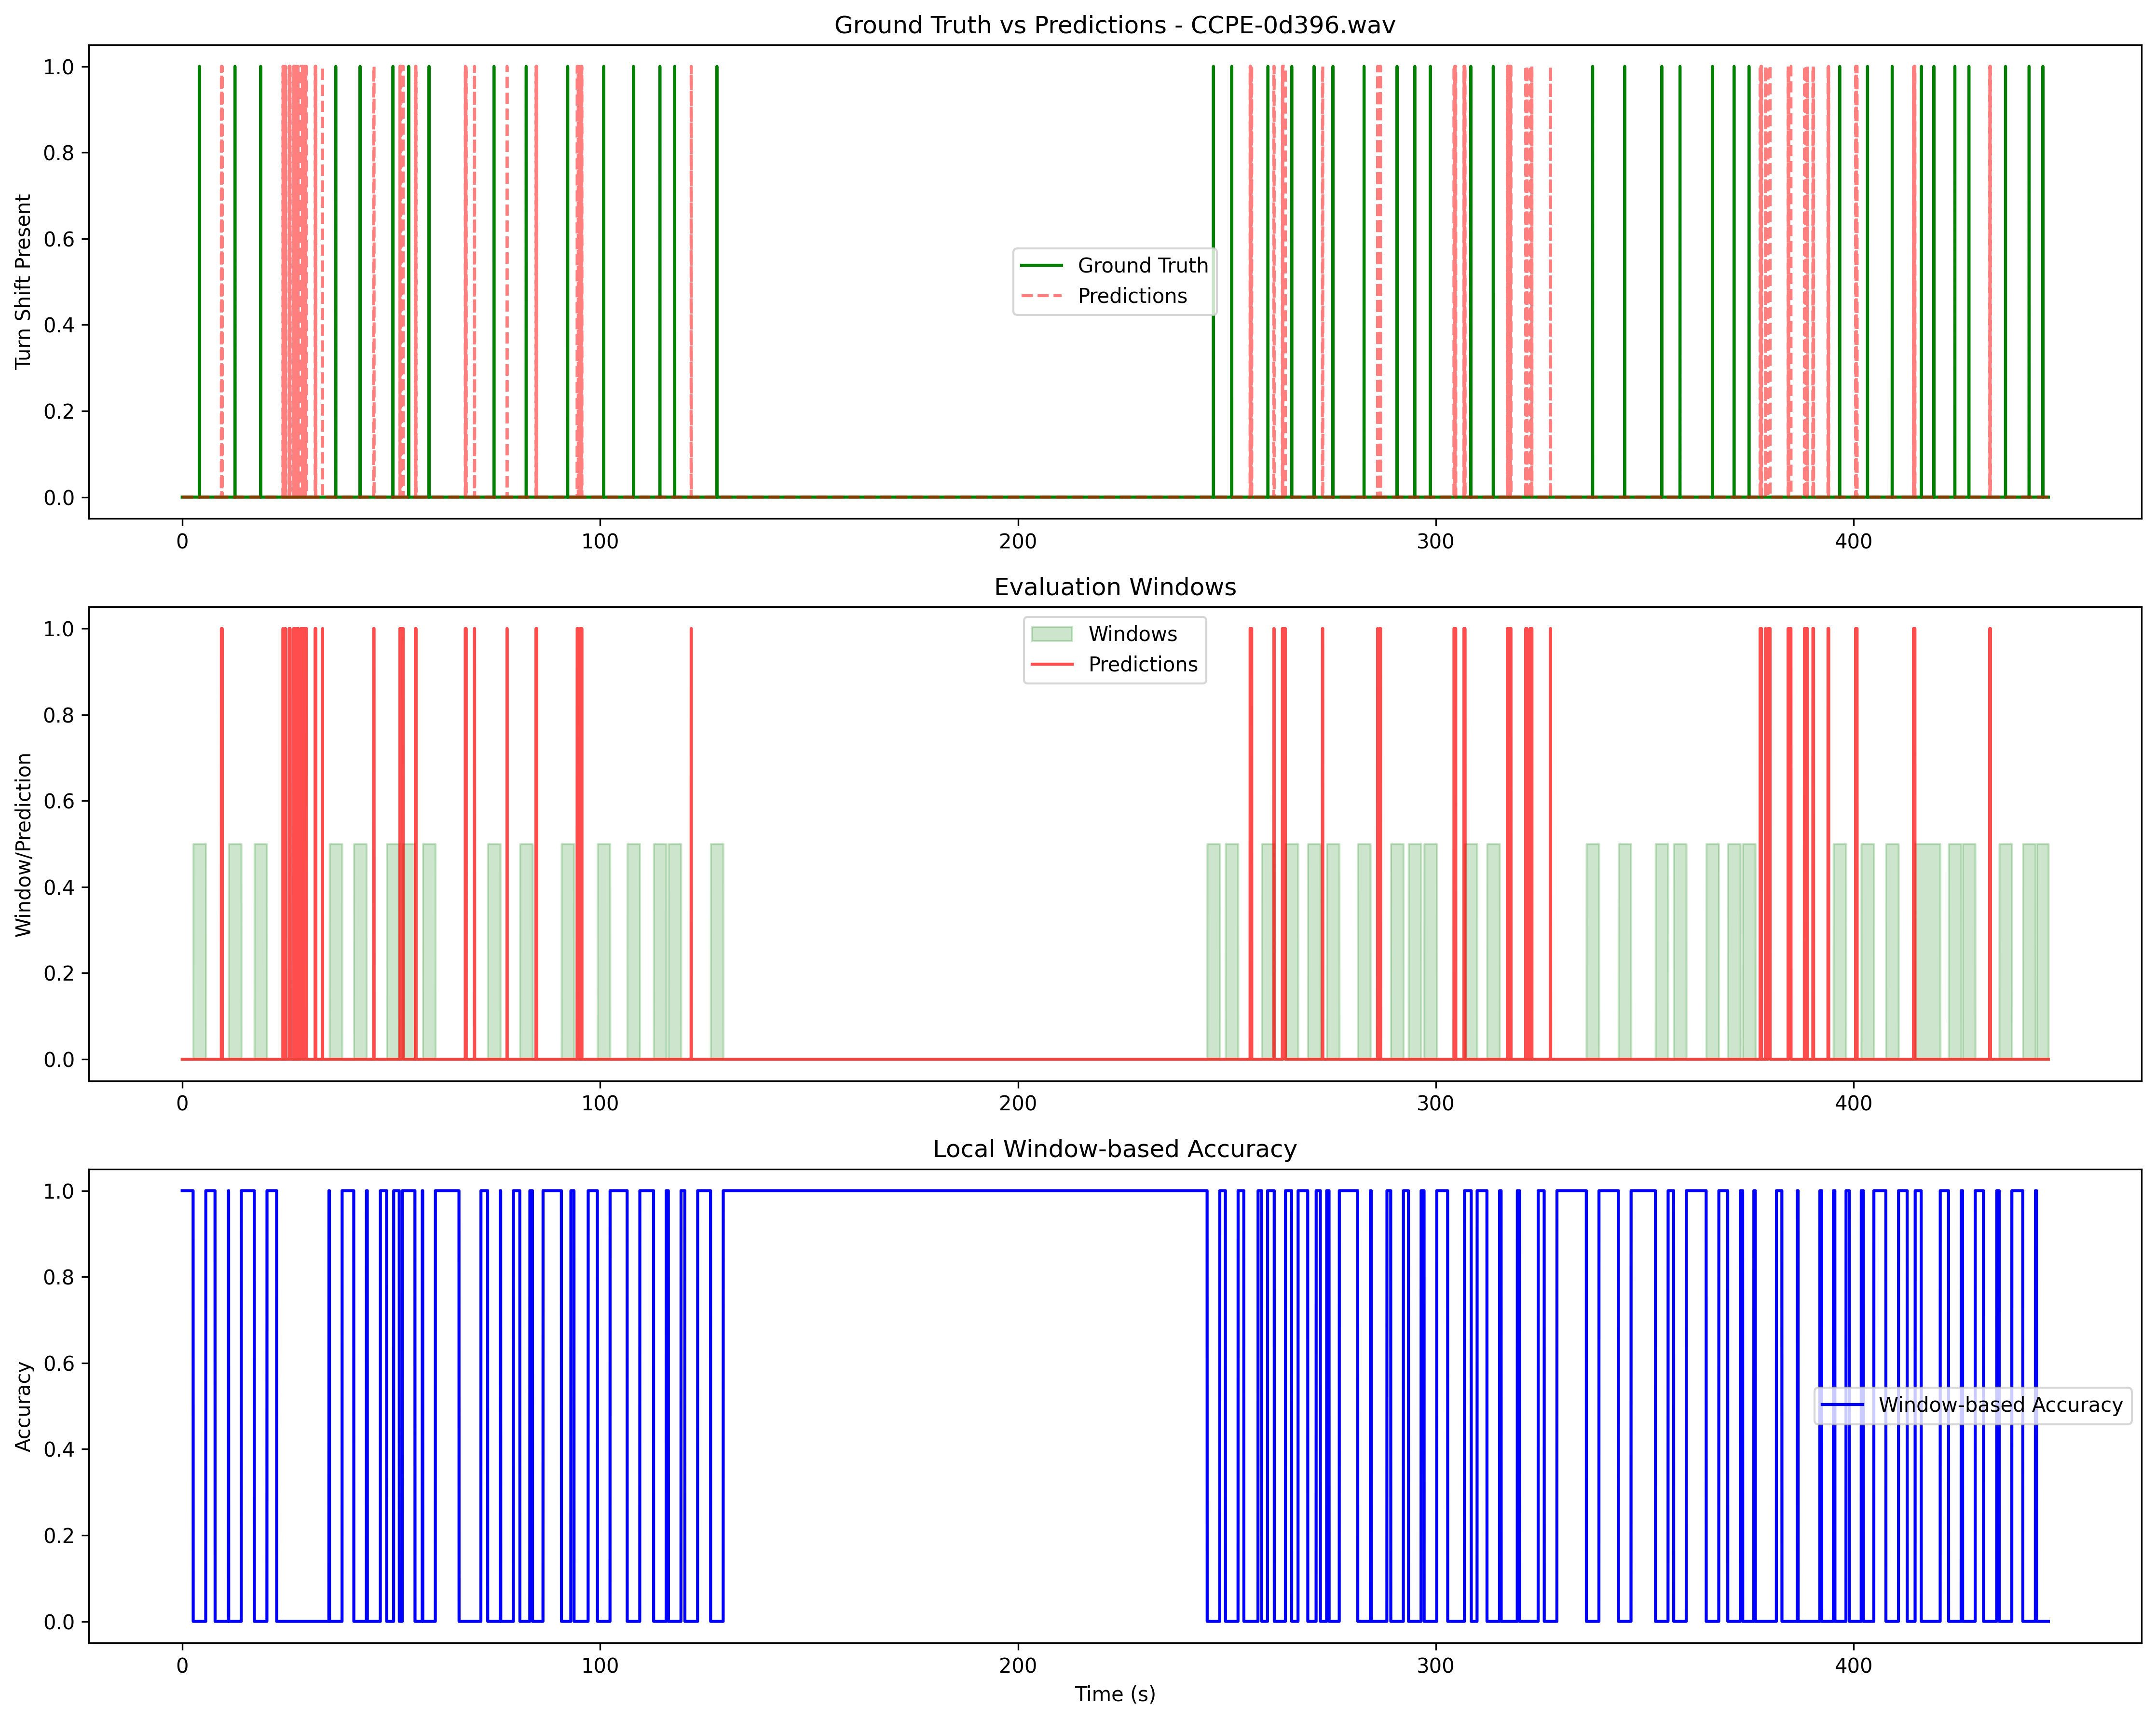 Ground Truth vs Predictions - CCPE-0d396.wav
Turn Shift Present
1.0
0.8
0.6
0.4
0.2
0.0
Ground Truth
Predictions
0 100 200 300 400
Evaluation Windows
Window/Prediction
1.0
0.8
0.6
0.4
0.2
0.0
Windows
Predictions
0 100 200 300 400
Local Window-based Accuracy
Accuracy
1.0
0.8
0.6
0.4
0.2
0.0
Window-based Accuracy
0 100 200 300 400
Time (s)